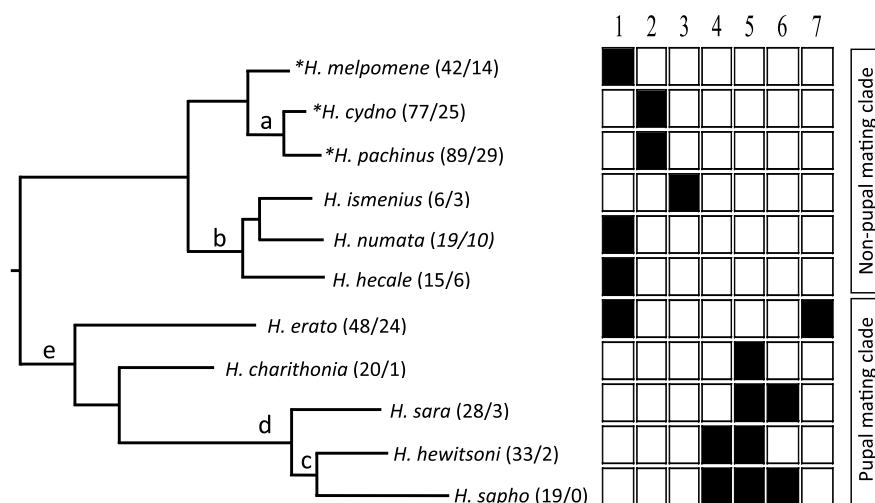 1 2 3 4 5 6 7
*H. melpomene (42/14)
a
*H. cydno (77/25)
*H. pachinus (89/29)
H. ismenius (6/3)
b
H. numata (19/10)
H. hecale (15/6)
Non-pupal mating clade
H. erato (48/24)
e
H. charithonia (20/1)
H. sara (28/3)
d
H. hewitsoni (33/2)
c
H. sapho (19/0)
Pupal mating clade